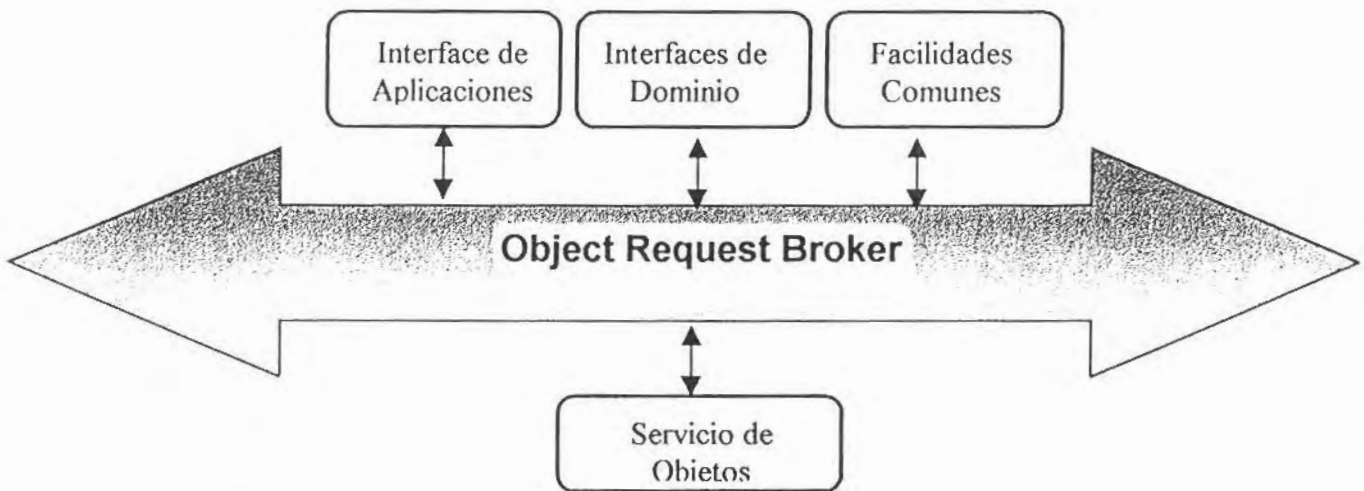 Interface de
Aplicaciones
Interfaces de
Dominio
Facilidades
Comunes
Object Request Broker
Servicio de
Objetos